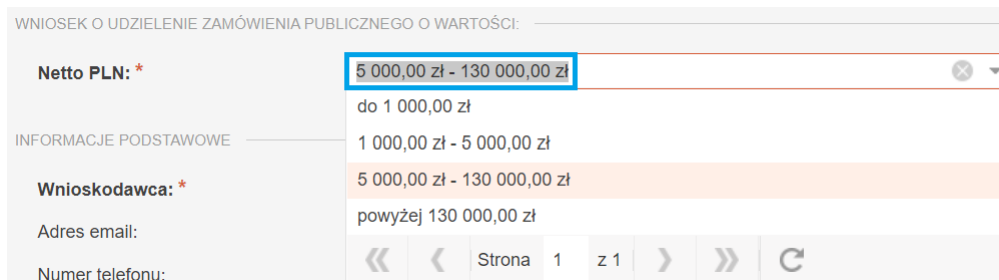 WNIOSEK O UDZIELENIE ZAMÓWIENIA PUBLICZNEGO O WARTOŚCI:
Netto PLN: *
5 000,00 zł - 130 000,00 zł
do 1 000,00 zł
1 000,00 zł - 5 000,00 zł
5 000,00 zł - 130 000,00 zł
powyżej 130 000,00 zł
Strona 1 z 1
INFORMACJE PODSTAWOWE
Wnioskodawca: *
Adres email:
Numer telefonu: